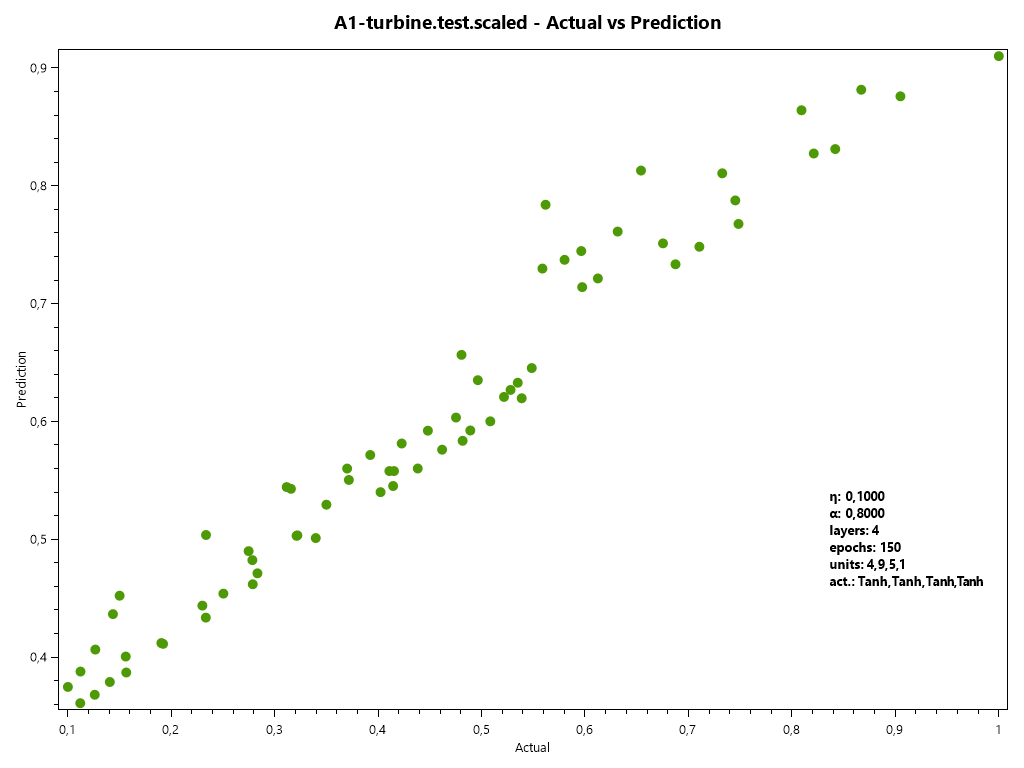 A1-turbine.test.scaled - Actual vs Prediction
0,9
0,8
0,7
0,6
0,5
0,4
Prediction
η: 0,1000
α: 0,8000
layers: 4
epochs: 150
units: 4,9,5,1
act.: Tanh,Tanh,Tanh,Tanh
0,1 0,2 0,3 0,4 0,5 0,6 0,7 0,8 0,9 1
Actual